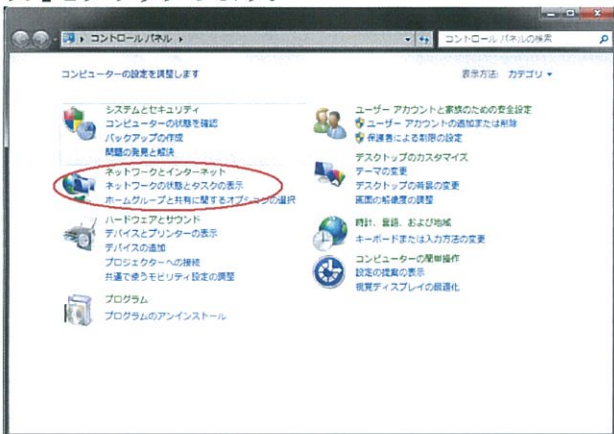 コントロール パネル
コントロール パネルの検索
コンピューターの設定を調整します
表示方法: カテゴリ
システムとセキュリティ
コンピューターの状態を確認
バックアップの作成
問題の発見と解決
ネットワークとインターネット
ネットワークの状態とタスクの表示
ホームグループと共有に関するオプションの選択
ハードウェアとサウンド
デバイスとプリンターの表示
デバイスの追加
プロジェクターへの接続
共通で使うモビリティ設定の調整
プログラム
プログラムのアンインストール
ユーザー アカウントと家族のための安全設定
ユーザー アカウントの追加または削除
保護者による制限の設定
デスクトップのカスタマイズ
テーマの変更
デスクトップの背景の変更
画面の解像度の調整
時計、言語、および地域
キーボードまたは入力方法の変更
コンピューターの簡単操作
設定の提案の表示
視覚ディスプレイの最適化